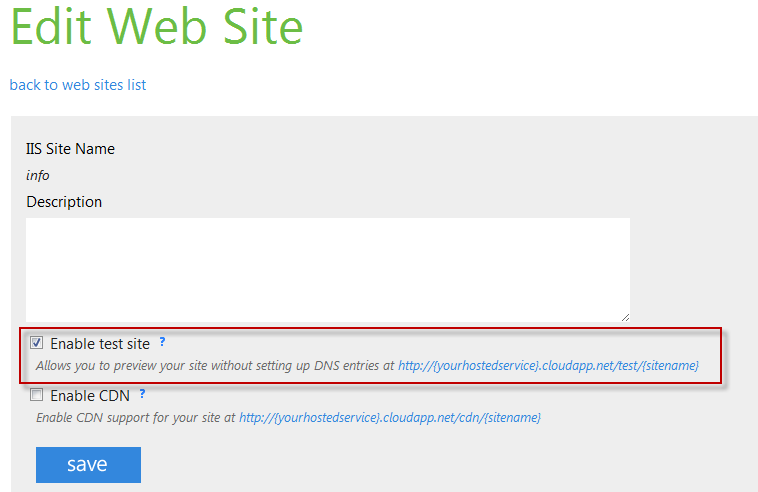 Edit Web Site
back to web sites list
IIS Site Name
info
Description
Enable test site ?
Allows you to preview your site without setting up DNS entries at http://{yourhostedservice}.cloudapp.net/test/{sitename}
Enable CDN ?
Enable CDN support for your site at http://{yourhostedservice}.cloudapp.net/cdn/{sitename}
save